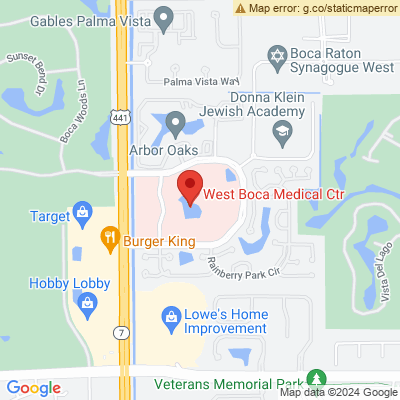 Map error: g.co/staticmaperror
Gables Palma Vista
Sunset Bend Dr
Boca Woods Ln
Palma Vista Way
Boca Raton
Synagogue West
441
Donna Klein
Jewish Academy
Arbor Oaks
West Boca Medical Ctr
Target
Burger King
Rainberry Park Cir
Vista Del Lago
Hobby Lobby
Lowe's Home
Improvement
7
Veterans Memorial Park
Google
Map data ©2024 Google